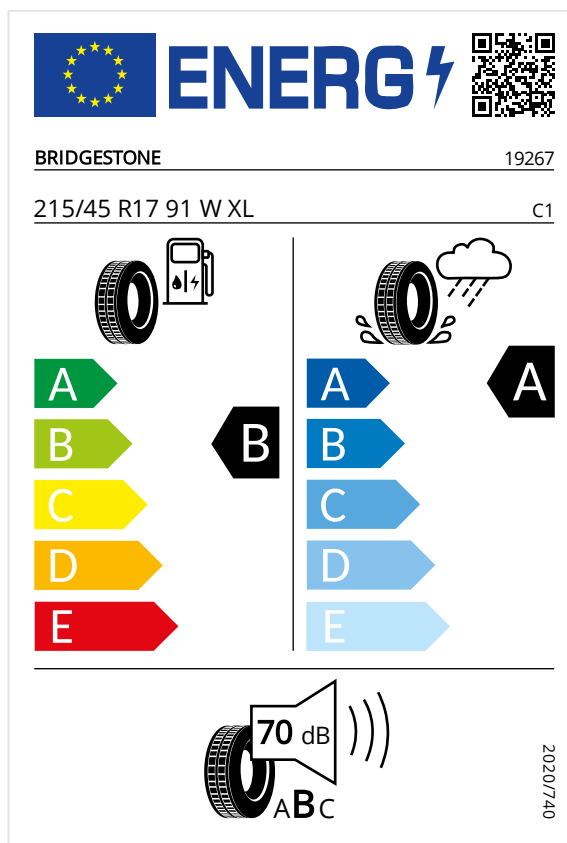 ENERG
BRIDGESTONE 19267
215/45 R17 91 W XL C1
A
B
C
D
E
B
A
B
C
D
E
A
70 dB
ABC
2020/740